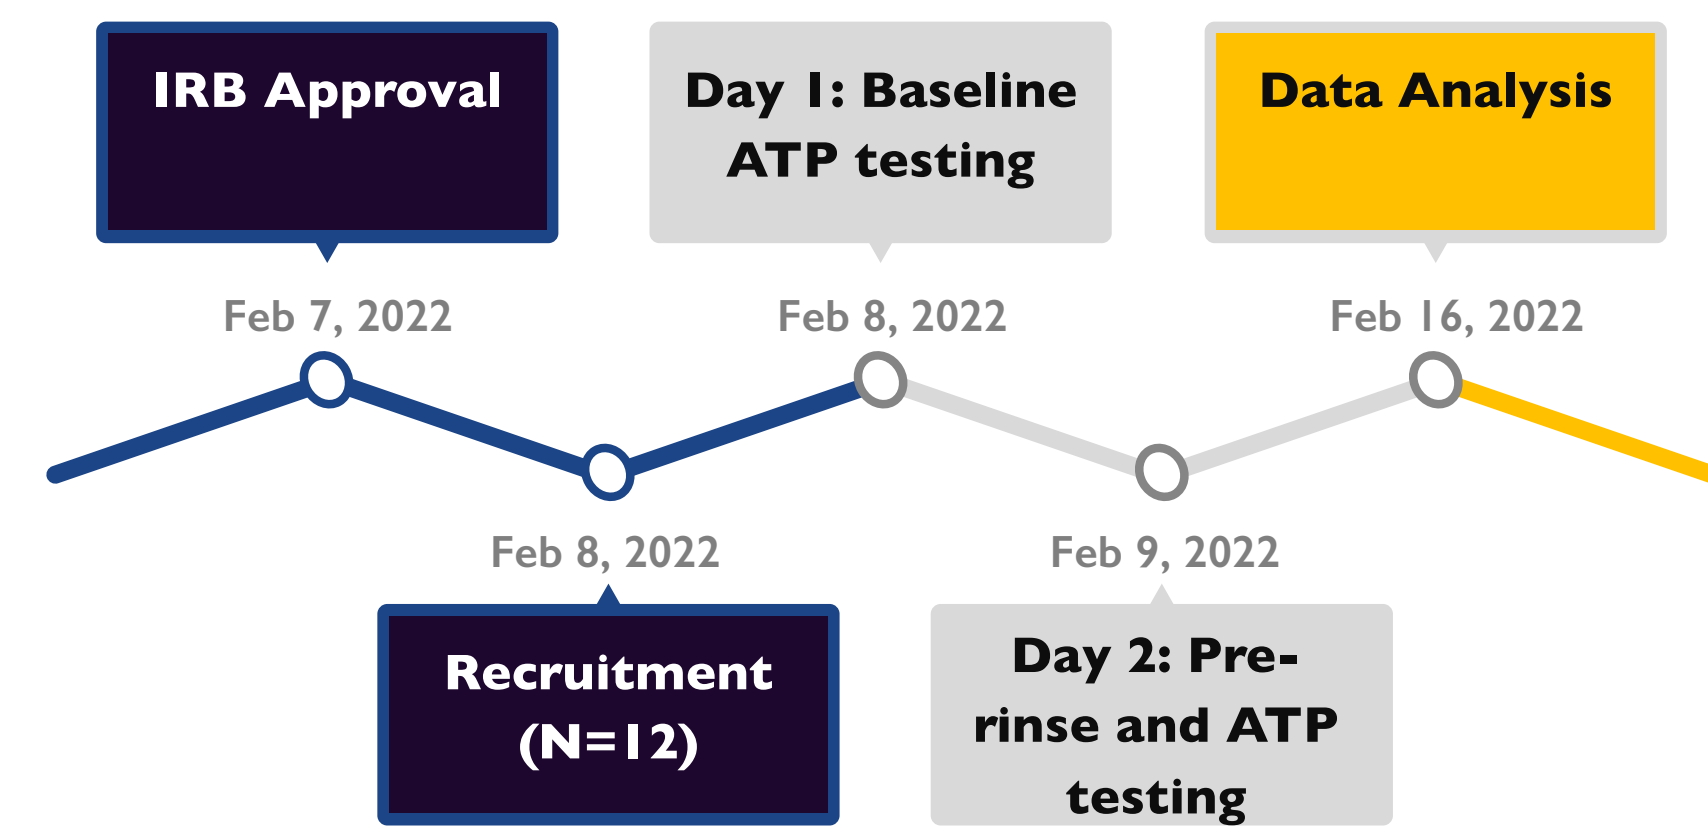 IRB Approval
Day 1: Baseline
ATP testing
Data Analysis
Feb 7, 2022
Feb 8, 2022
Feb 16, 2022
Feb 8, 2022
Feb 9, 2022
Recruitment
(N=12)
Day 2: Pre-
rinse and ATP
testing